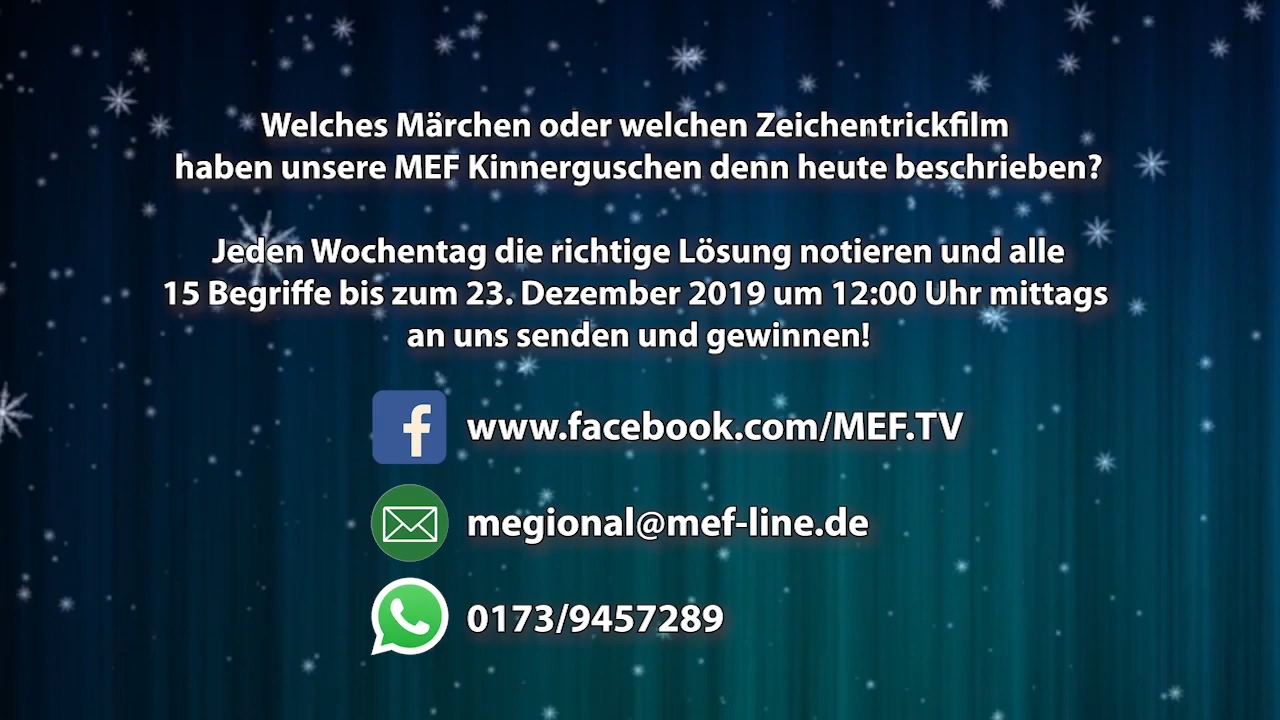 Welches Märchen oder welchen Zeichentrickfilm
haben unsere MEF Kinnerguschen denn heute beschrieben?
Jeden Wochentag die richtige Lösung notieren und alle
15 Begriffe bis zum 23. Dezember 2019 um 12:00 Uhr mittags
an uns senden und gewinnen!
www.facebook.com/MEF.TV
megional@mef-line.de
0173/9457289